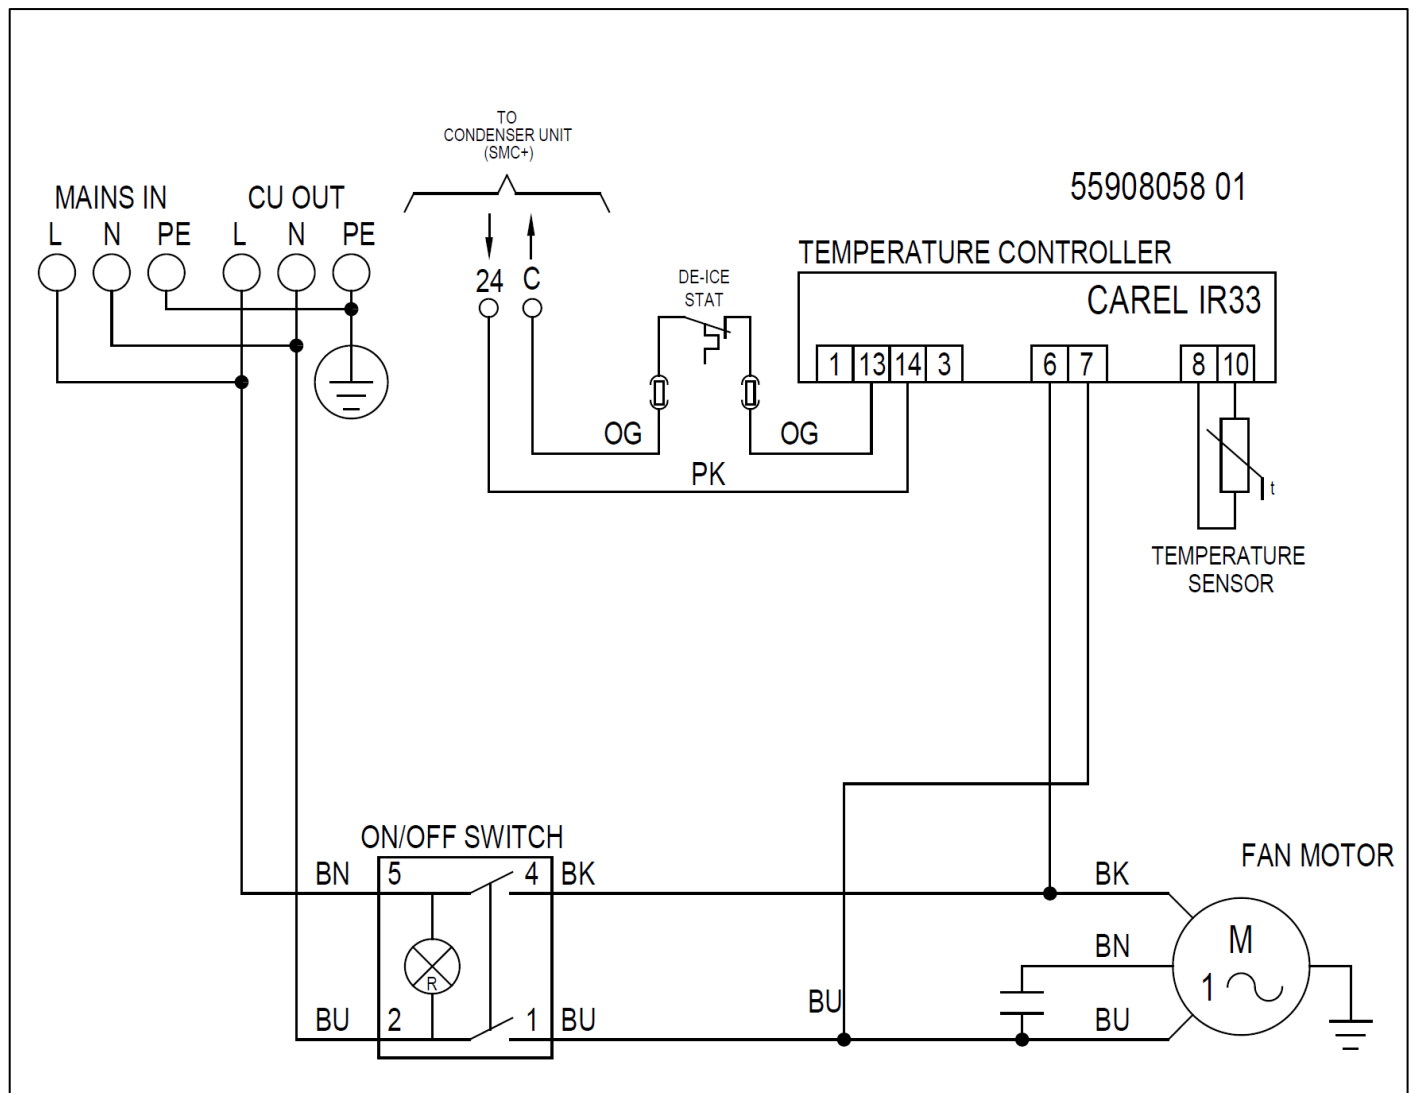 TO
CONDENSER UNIT
(SMC+)
55908058 01
MAINS IN
CU OUT
L N PE L N PE
24 C
DE-ICE
STAT
TEMPERATURE CONTROLLER
CAREL IR33
1 13 14 3 6 7 8 10
OG
OG
PK
t
TEMPERATURE
SENSOR
ON/OFF SWITCH
FAN MOTOR
BN 5 4 BK
BK
R
BN
M
1
BU
BU 2 1 BU
BU